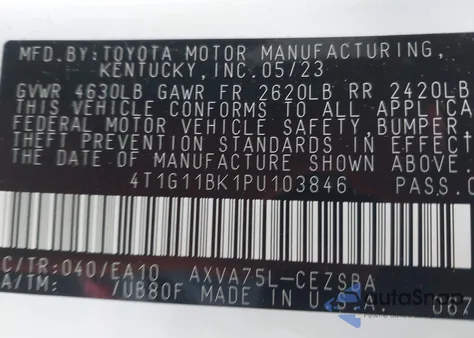 MFD.BY: TOYOTA MOTOR MANUFACTURING,
KENTUCKY, INC. 05/23
GVWR 4630LB GAWR FR 2620LB RR 2420LB
THIS VEHICLE CONFORMS TO ALL APPLICA
FEDERAL MOTOR VEHICLE SAFETY, BUMPER,
THEFT PREVENTION STANDARDS IN EFFECT
THE DATE OF MANUFACTURE SHOWN ABOVE.
4T1G11BK1PU103846 PASS.C
C/TR: 040/EA10 AXVA75L-CEZSBA
A/TM: /UB80F MADE IN U.S.A. 067
AutoSnap